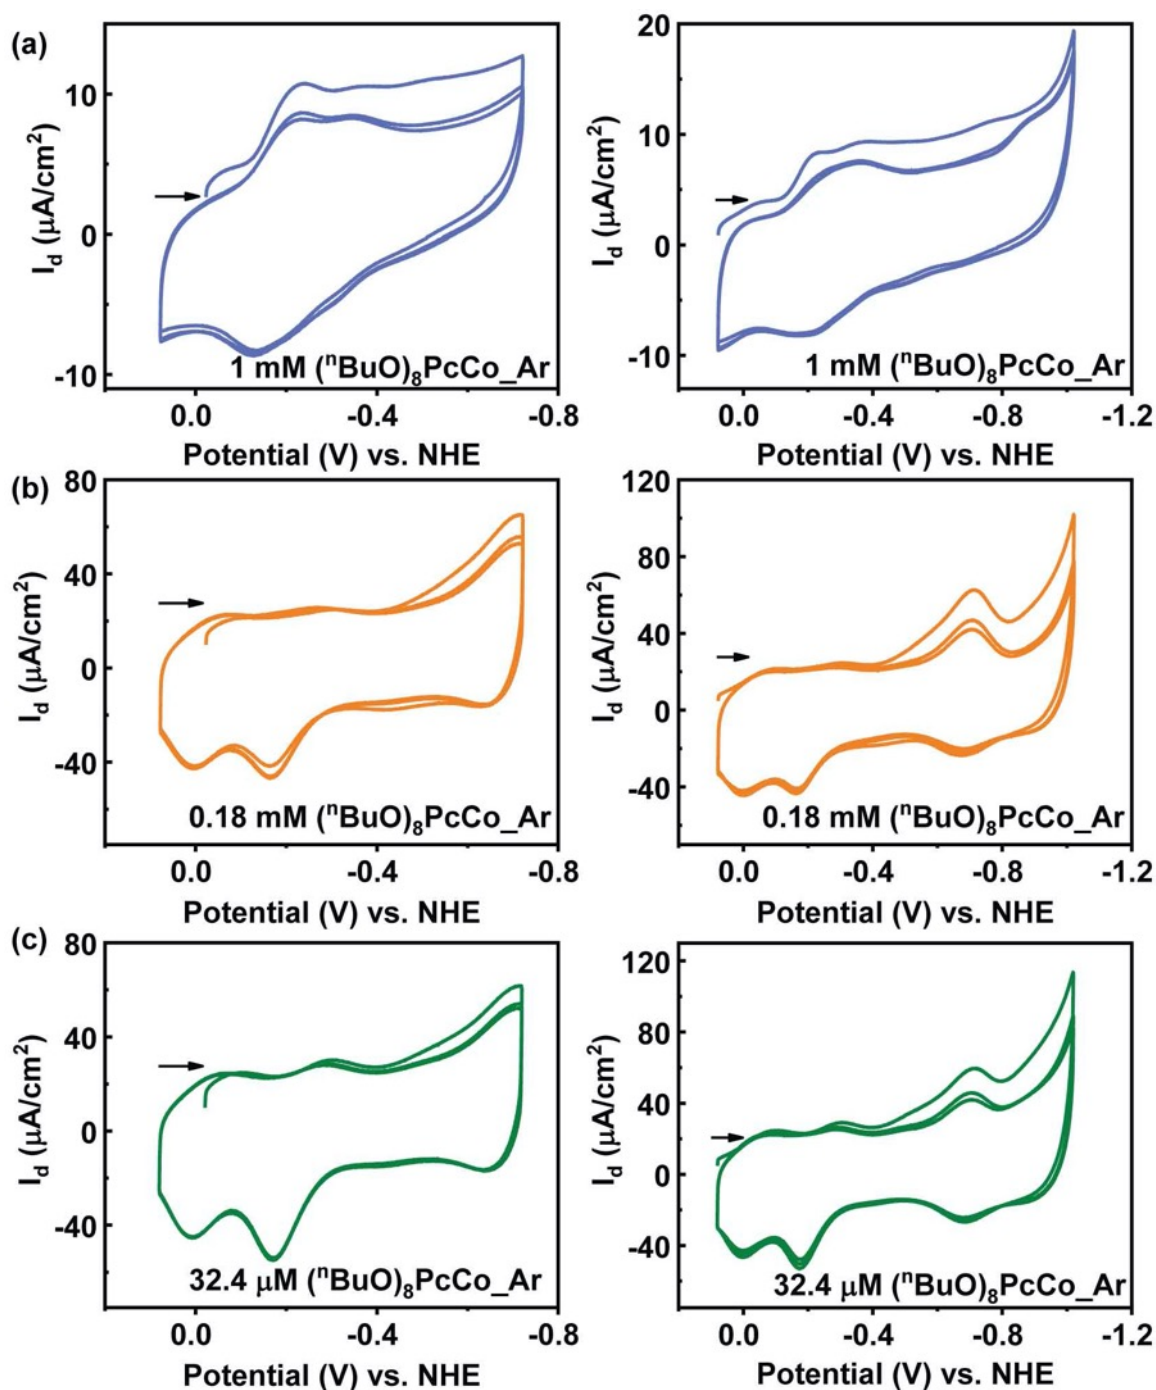 (a)
10
0
-10
I_d (μA/cm²)
1 mM (ⁿBuO)₈PcCo_Ar
0.0 -0.4 -0.8
Potential (V) vs. NHE
20
10
0
-10
I_d (μA/cm²)
1 mM (ⁿBuO)₈PcCo_Ar
0.0 -0.4 -0.8 -1.2
Potential (V) vs. NHE
(b)
80
40
0
-40
I_d (μA/cm²)
0.18 mM (ⁿBuO)₈PcCo_Ar
0.0 -0.4 -0.8
Potential (V) vs. NHE
120
80
40
0
-40
I_d (μA/cm²)
0.18 mM (ⁿBuO)₈PcCo_Ar
0.0 -0.4 -0.8 -1.2
Potential (V) vs. NHE
(c)
80
40
0
-40
I_d (μA/cm²)
32.4 μM (ⁿBuO)₈PcCo_Ar
0.0 -0.4 -0.8
Potential (V) vs. NHE
120
80
40
0
-40
I_d (μA/cm²)
32.4 μM (ⁿBuO)₈PcCo_Ar
0.0 -0.4 -0.8 -1.2
Potential (V) vs. NHE